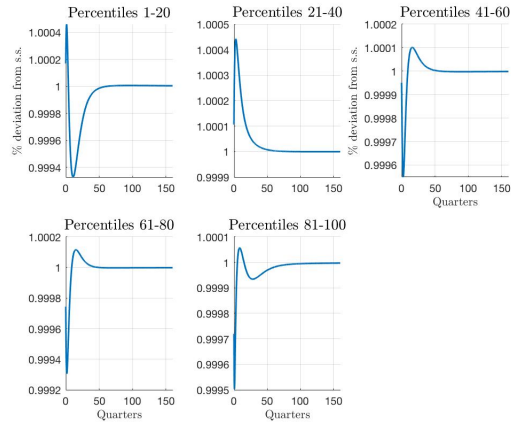 Percentiles 1-20
% deviation from s.s.
1.0004
1.0002
1
0.9998
0.9996
0.9994
0 50 100 150
Percentiles 21-40
1.0005
1.0004
1.0003
1.0002
1.0001
1
0.9999
0 50 100 150
Percentiles 41-60
% deviation from s.s.
1.0002
1.0001
1
0.9999
0.9998
0.9997
0.9996
0 50 100 150
Quarters
Percentiles 61-80
1.0002
1
0.9998
0.9996
0.9994
0.9992
0 50 100 150
Quarters
Percentiles 81-100
1.0001
1
0.9999
0.9998
0.9997
0.9996
0.9995
0 50 100 150
Quarters